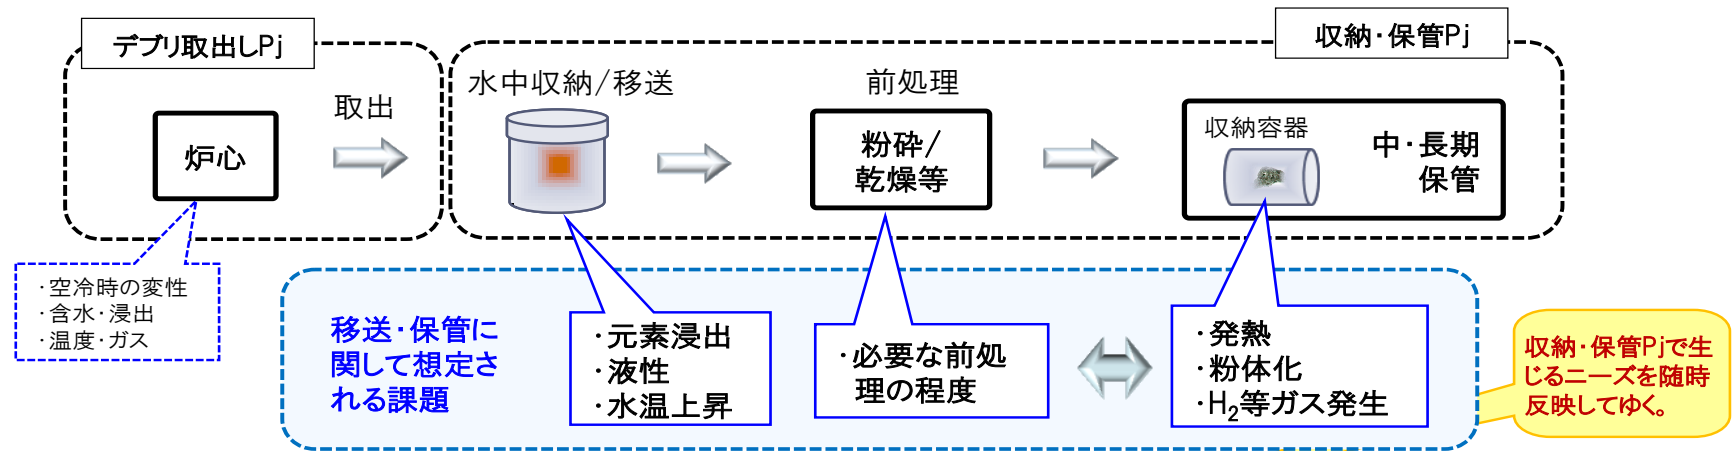 デブリ取出しPj
収納・保管Pj
炉心
取出
水中収納/移送
前処理
粉砕/
乾燥等
収納容器
中・長期
保管
・空冷時の変性
・含水・浸出
・温度・ガス
移送・保管に
関して想定さ
れる課題
・元素浸出
・液性
・水温上昇
・必要な前処
理の程度
・発熱
・粉体化
・H₂等ガス発生
収納・保管Pjで生
じるニーズを随時
反映してゆく。